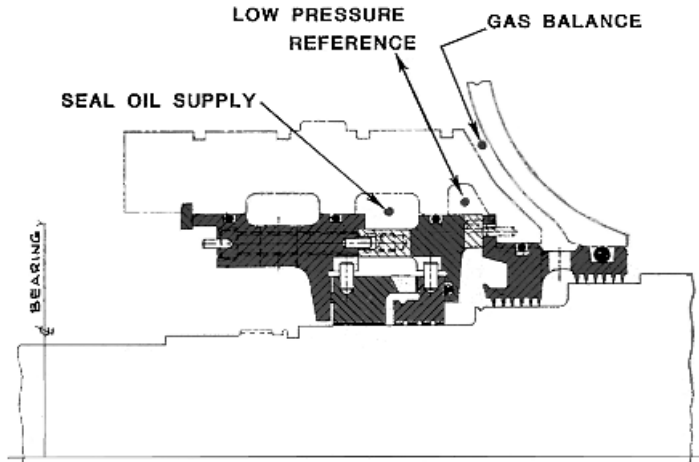 LOW PRESSURE
REFERENCE
GAS BALANCE
SEAL OIL SUPPLY
BEARING